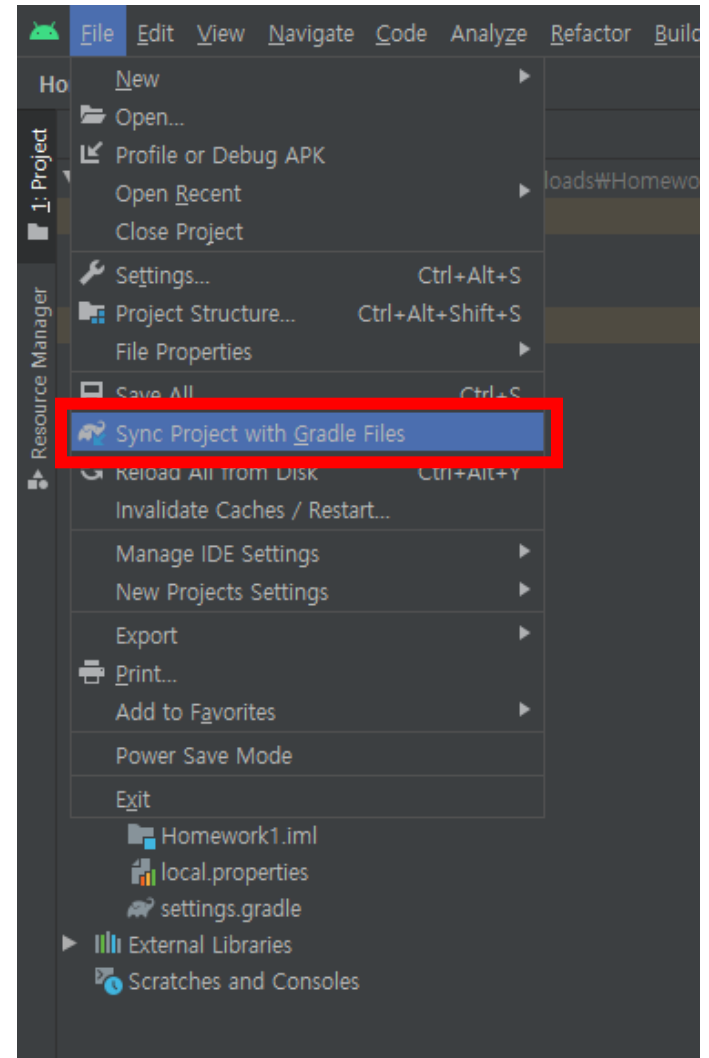 File Edit View Navigate Code Analyze Refactor Build
Ho
New
Open...
Profile or Debug APK
Open Recent
loads₩Homewo
Close Project
Settings... Ctrl+Alt+S
Project Structure... Ctrl+Alt+Shift+S
File Properties
Save All Ctrl+S
Sync Project with Gradle Files
Reload All from Disk Ctrl+Alt+Y
Invalidate Caches / Restart...
Manage IDE Settings
New Projects Settings
Export
Print...
Add to Favorites
Power Save Mode
Exit
Homework1.iml
local.properties
settings.gradle
External Libraries
Scratches and Consoles
1: Project
Resource Manager